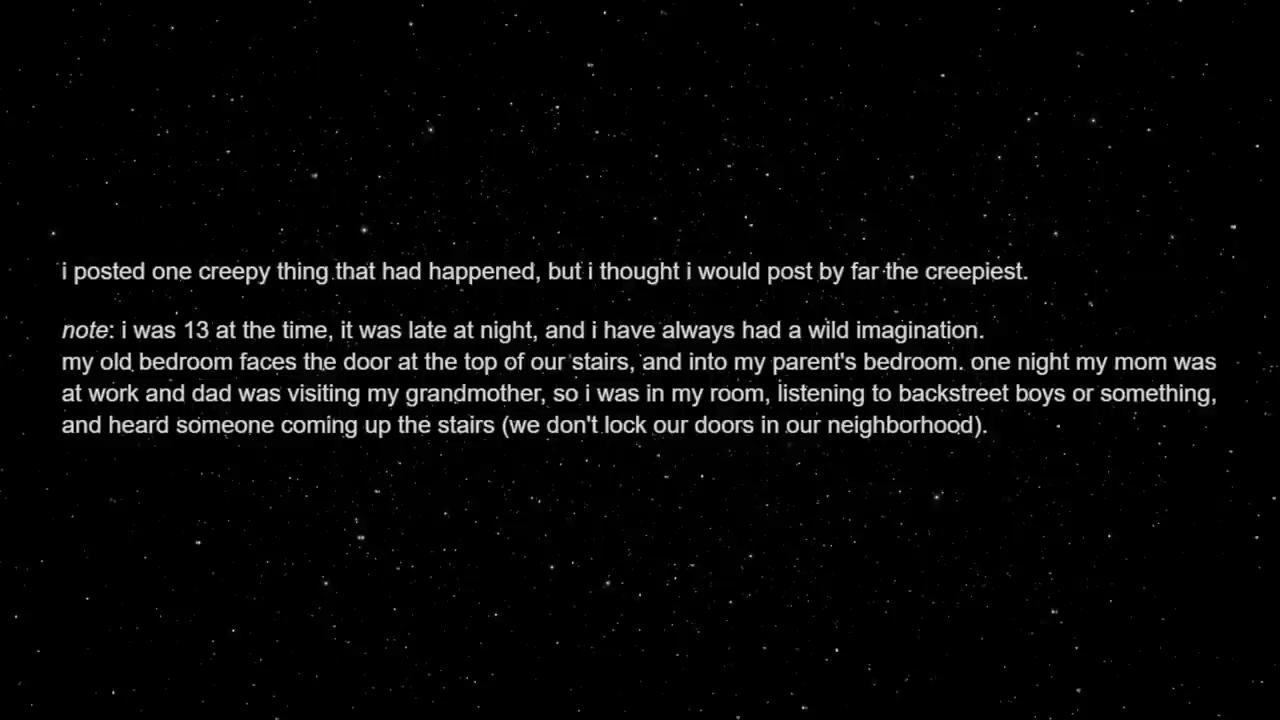 i posted one creepy thing that had happened, but i thought i would post by far the creepiest.
note: i was 13 at the time, it was late at night, and i have always had a wild imagination.
my old bedroom faces the door at the top of our stairs, and into my parent's bedroom. one night my mom was
at work and dad was visiting my grandmother, so i was in my room, listening to backstreet boys or something,
and heard someone coming up the stairs (we don't lock our doors in our neighborhood).